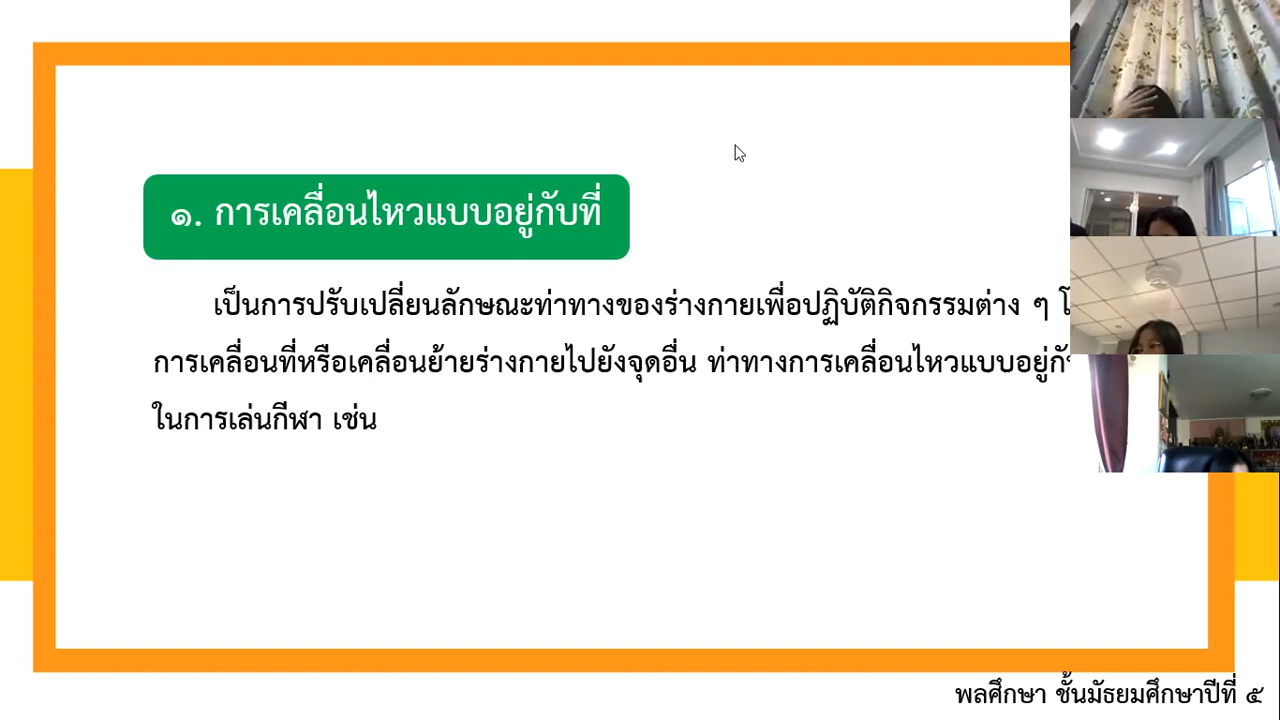 ๑. การเคลื่อนไหวแบบอยู่กับที่
เป็นการปรับเปลี่ยนลักษณะท่าทางของร่างกายเพื่อปฏิบัติกิจกรรมต่าง ๆ
การเคลื่อนที่หรือเคลื่อนย้ายร่างกายไปยังจุดอื่น ท่าทางการเคลื่อนไหวแบบอยู่
ในการเล่นกีฬา เช่น
พลศึกษา ชั้นมัธยมศึกษาปีที่ ๕